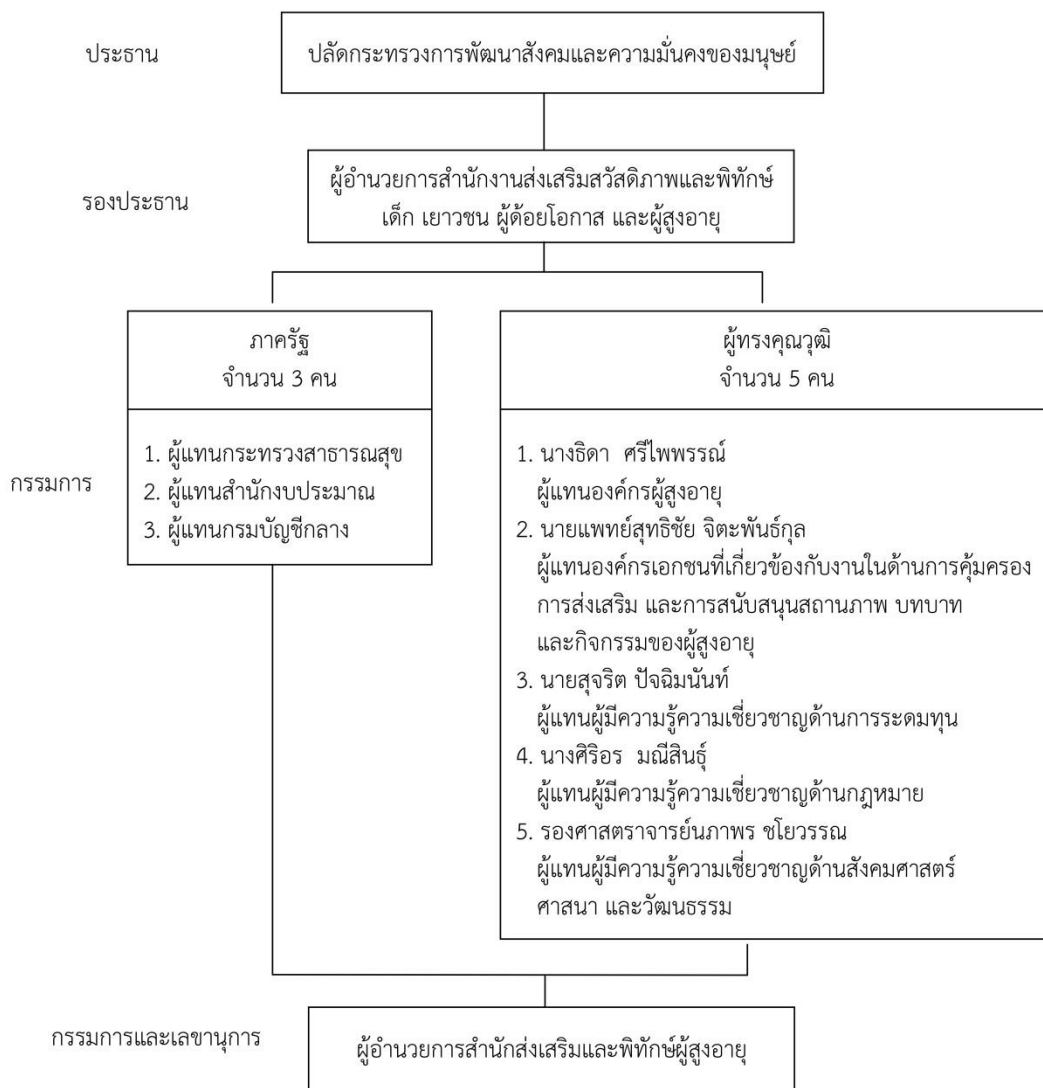 ประธาน
ปลัดกระทรวงการพัฒนาสังคมและความมั่นคงของมนุษย์
รองประธาน
ผู้อำนวยการสำนักงานส่งเสริมสวัสดิภาพและพิทักษ์
เด็ก เยาวชน ผู้ด้อยโอกาส และผู้สูงอายุ
กรรมการ
ภาครัฐ
จำนวน 3 คน
1. ผู้แทนกระทรวงสาธารณสุข
2. ผู้แทนสำนักงบประมาณ
3. ผู้แทนกรมบัญชีกลาง
ผู้ทรงคุณวุฒิ
จำนวน 5 คน
1. นางธิดา ศรีไพพรรณ์
ผู้แทนองค์กรผู้สูงอายุ
2. นายแพทย์สุทธิชัย จิตะพันธ์กุล
ผู้แทนองค์กรเอกชนที่เกี่ยวข้องกับงานในด้านการคุ้มครอง
การส่งเสริม และการสนับสนุนสถานภาพ บทบาท
และกิจกรรมของผู้สูงอายุ
3. นายสุจริต ปัจฉิมนันท์
ผู้แทนผู้มีความรู้ความเชี่ยวชาญด้านการระดมทุน
4. นางศิริอร มณีสินธุ์
ผู้แทนผู้มีความรู้ความเชี่ยวชาญด้านกฎหมาย
5. รองศาสตราจารย์นภาพร ชโยวรรณ
ผู้แทนผู้มีความรู้ความเชี่ยวชาญด้านสังคมศาสตร์
ศาสนา และวัฒนธรรม
กรรมการและเลขานุการ
ผู้อำนวยการสำนักส่งเสริมและพิทักษ์ผู้สูงอายุ